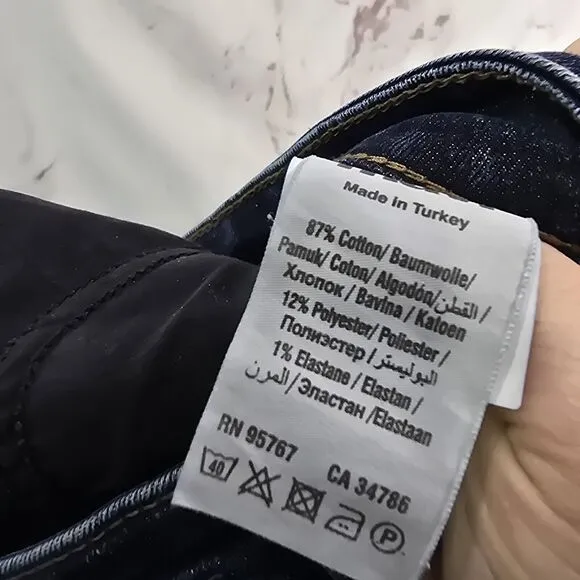 Made in Turkey
87% Cotton/ Baumwolle/
Pamuk/ Colon/ Algodón/القطن/
Хлопок / Bavlna / Katoen
12% Polyester/ Poliester /
Полиэстер / البوليستر/
1% Elastane / Elastan /
المرن/ Эластан /Elastaan
RN 95767 CA 34786
40 P